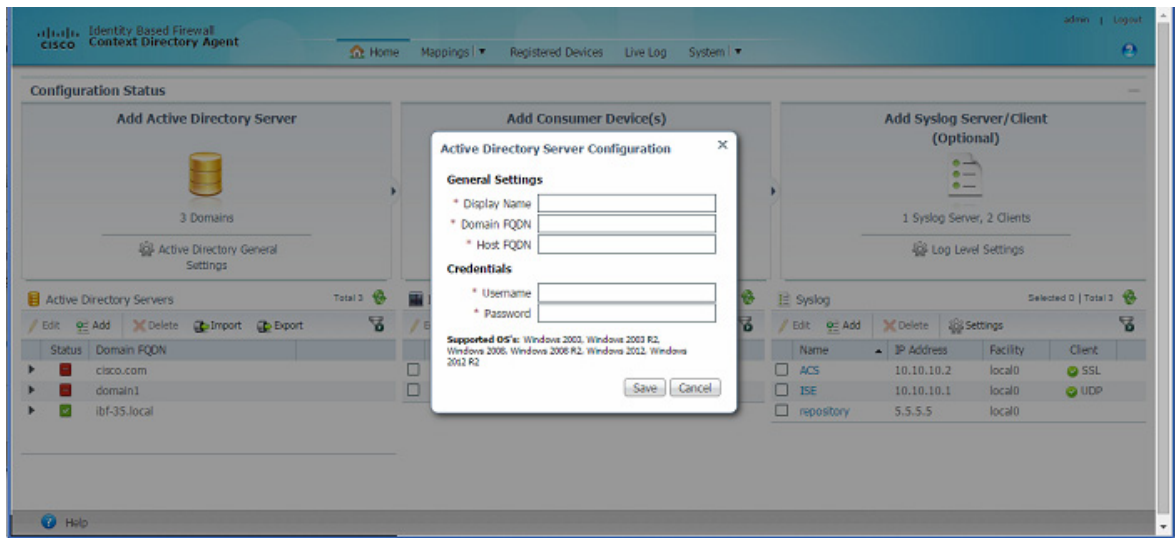 admin | Logout
cisco
Identity Based Firewall
Context Directory Agent
Home Mappings Registered Devices Live Log System
Configuration Status
Add Active Directory Server
3 Domains
Active Directory General
Settings
Add Consumer Device(s)
Add Syslog Server/Client
(Optional)
1 Syslog Server, 2 Clients
Log Level Settings
Active Directory Server Configuration
General Settings
* Display Name
* Domain FQDN
* Host FQDN
Credentials
* Username
* Password
Supported OS's: Windows 2003, Windows 2003 R2,
Windows 2008, Windows 2008 R2, Windows 2012, Windows
2012 R2
Save Cancel
Active Directory Servers Total 3
Edit Add Delete Import Export
Status Domain FQDN
cisco.com
domain1
ibf-35.local
Syslog Selected 0 | Total 3
Edit Add Delete Settings
Name IP Address Facility Client
ACS 10.10.10.2 local0 SSL
ISE 10.10.10.1 local0 UDP
repository 5.5.5.5 local0
Help